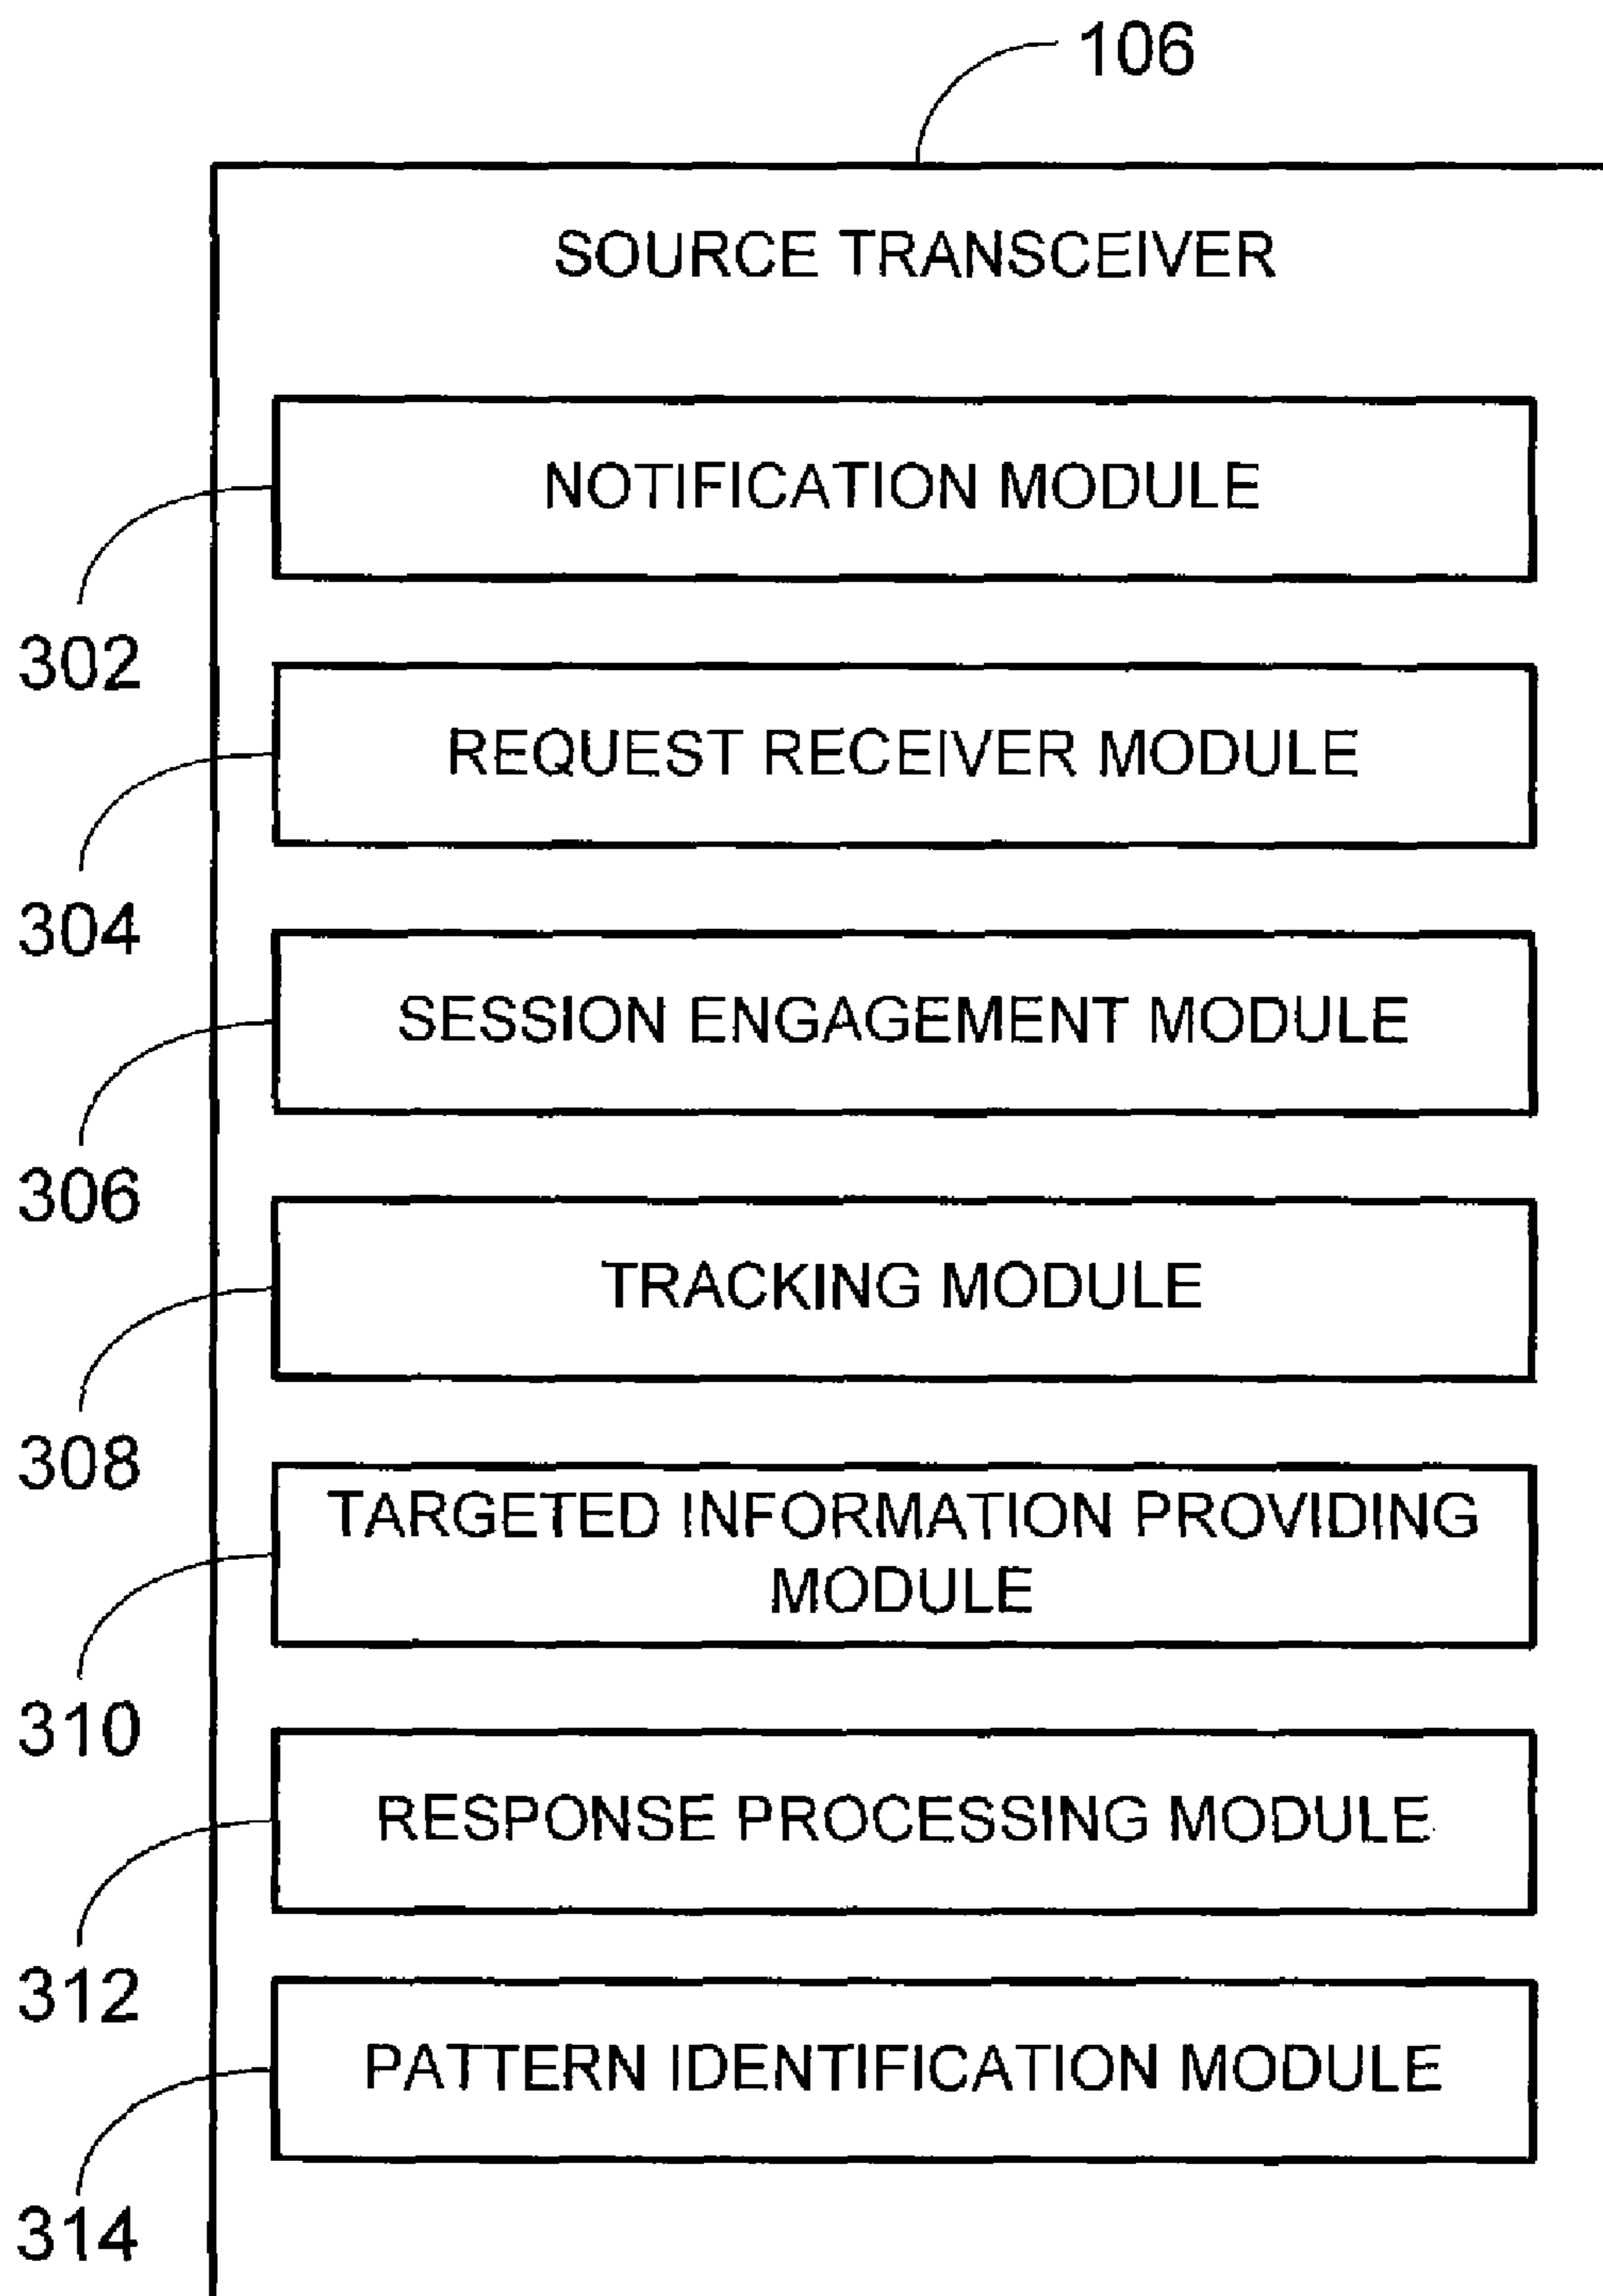 106
SOURCE TRANSCEIVER
NOTIFICATION MODULE
302
REQUEST RECEIVER MODULE
304
SESSION ENGAGEMENT MODULE
306
TRACKING MODULE
308
TARGETED INFORMATION PROVIDING
MODULE
310
RESPONSE PROCESSING MODULE
312
PATTERN IDENTIFICATION MODULE
314